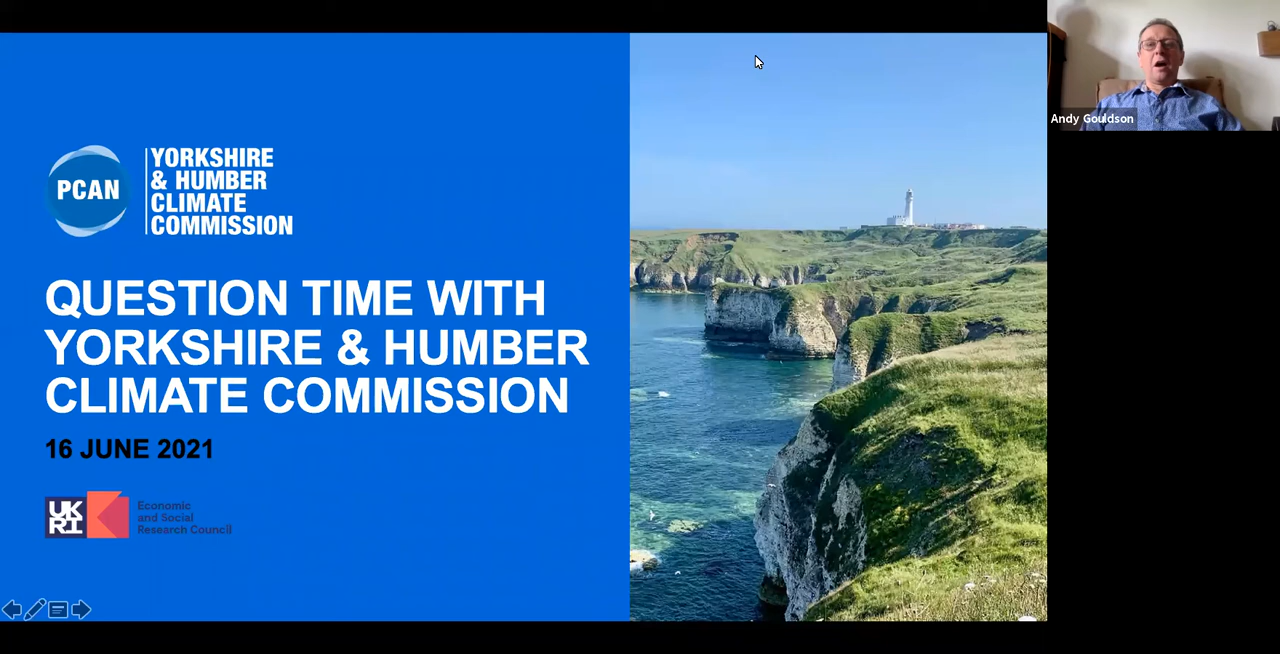 PCAN
YORKSHIRE
& HUMBER
CLIMATE
COMMISSION
QUESTION TIME WITH
YORKSHIRE & HUMBER
CLIMATE COMMISSION
16 JUNE 2021
UK
RI
Economic
and Social
Research Council
Andy Gouldson